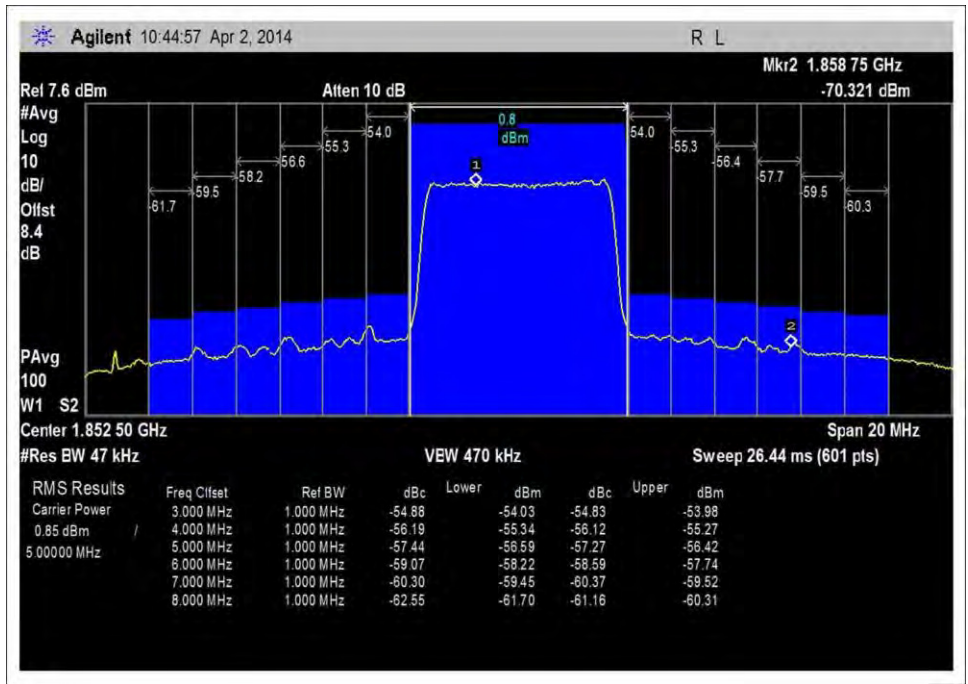 Agilent 10:44:57 Apr 2, 2014 R L
Mkr2 1.858 75 GHz
Ref 7.6 dBm Atten 10 dB -70.321 dBm
#Avg
Log
10
dB/
Offst
8.4
dB
0.8
dBm
-61.7 -59.5 -58.2 -56.6 -55.3 -54.0
54.0 -55.3 -56.4 -57.7 -59.5 -60.3
1
2
PAvg
100
W1 S2
Center 1.852 50 GHz Span 20 MHz
#Res BW 47 kHz VBW 470 kHz Sweep 26.44 ms (601 pts)
RMS Results Freq Offset Ref BW dBc Lower dBm dBc Upper dBm
Carrier Power 3.000 MHz 1.000 MHz -54.88 -54.03 -54.83 -53.98
0.85 dBm / 4.000 MHz 1.000 MHz -56.19 -55.34 -56.12 -55.27
5.00000 MHz 5.000 MHz 1.000 MHz -57.44 -56.59 -57.27 -56.42
6.000 MHz 1.000 MHz -59.07 -58.22 -58.59 -57.74
7.000 MHz 1.000 MHz -60.30 -59.45 -60.37 -59.52
8.000 MHz 1.000 MHz -62.55 -61.70 -61.16 -60.31